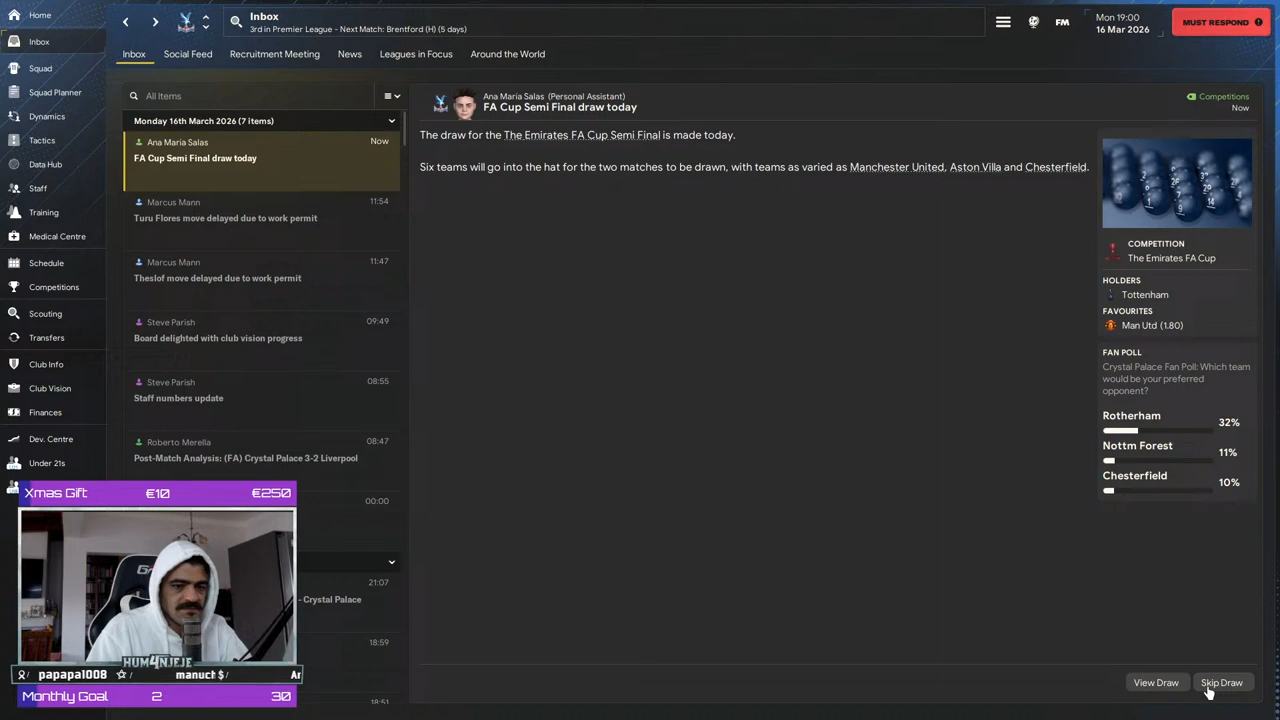 Home
Inbox
Squad
Squad Planner
Dynamics
Tactics
Data Hub
Staff
Training
Medical Centre
Schedule
Competitions
Scouting
Transfers
Club Info
Club Vision
Finances
Dev. Centre
Under 21s
Inbox
3rd in Premier League - Next Match: Brentford (H) (5 days)
FM
Mon 19:00
16 Mar 2026
MUST RESPOND
Inbox
Social Feed
Recruitment Meeting
News
Leagues in Focus
Around the World
All Items
Monday 16th March 2026 (7 items)
Ana María Salas
Now
FA Cup Semi Final draw today
Marcus Mann
11:54
Turu Flores move delayed due to work permit
Marcus Mann
11:47
Theslof move delayed due to work permit
Steve Parish
09:49
Board delighted with club vision progress
Steve Parish
08:55
Staff numbers update
Roberto Merella
08:47
Post-Match Analysis: (FA) Crystal Palace 3-2 Liverpool
00:00
21:07
- Crystal Palace
18:59
18:51
Ana María Salas (Personal Assistant)
FA Cup Semi Final draw today
Competitions
Now
The draw for the The Emirates FA Cup Semi Final is made today.
Six teams will go into the hat for the two matches to be drawn, with teams as varied as Manchester United, Aston Villa and Chesterfield.
COMPETITION
The Emirates FA Cup
HOLDERS
Tottenham
FAVOURITES
Man Utd (1.80)
FAN POLL
Crystal Palace Fan Poll: Which team
would be your preferred
opponent?
Rotherham
32%
Nottm Forest
11%
Chesterfield
10%
View Draw
Skip Draw
Xmas Gift
€10
€250
HUM4NJEJE
papapa1008
manuch
Ar
Monthly Goal
2
30